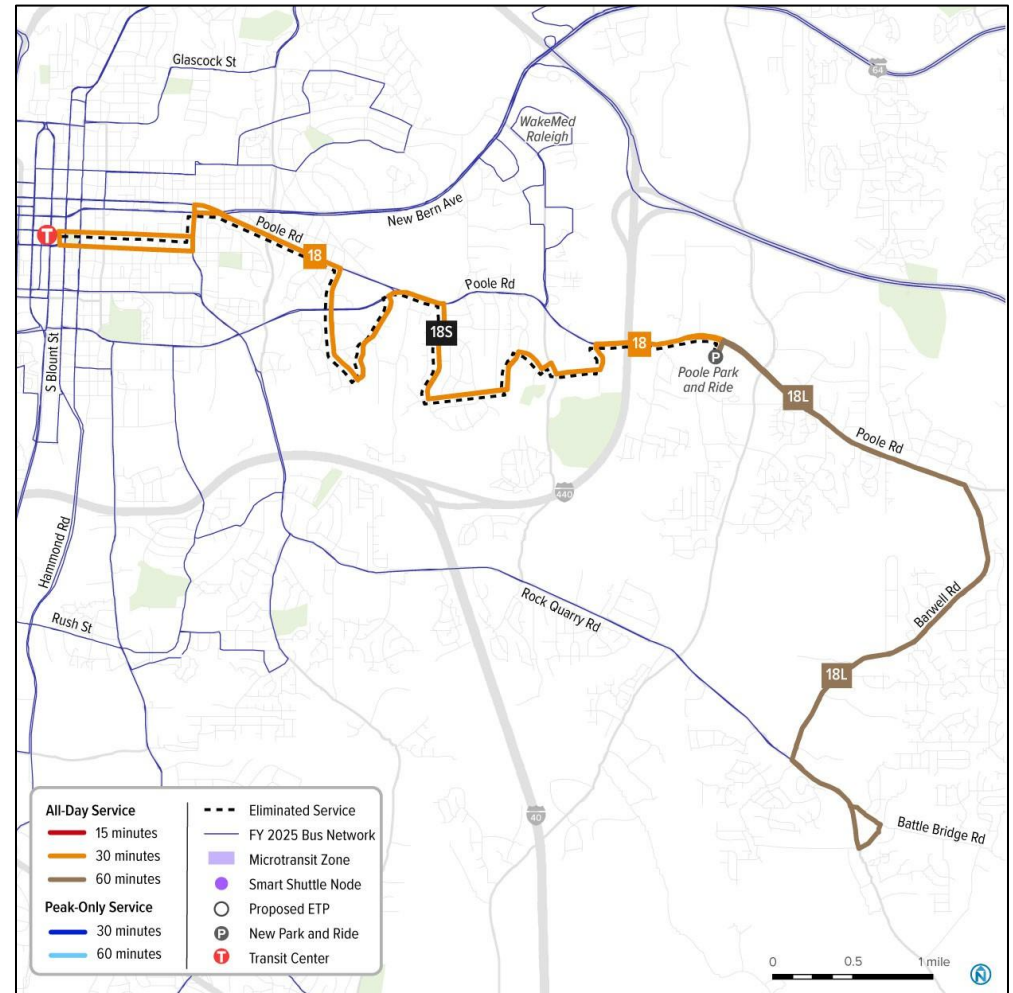 Glascock St
64
WakeMed
Raleigh
New Bern Ave
T
Poole Rd
18
Poole Rd
18S
18
P
Poole Park
and Ride
18L
S Blount St
Poole Rd
440
Hammond Rd
Rock Quarry Rd
Barwell Rd
Rush St
18L
40
Battle Bridge Rd
All-Day Service
15 minutes
30 minutes
60 minutes
Peak-Only Service
30 minutes
60 minutes
Eliminated Service
FY 2025 Bus Network
Microtransit Zone
Smart Shuttle Node
Proposed ETP
P New Park and Ride
T Transit Center
0 0.5 1 mile
N